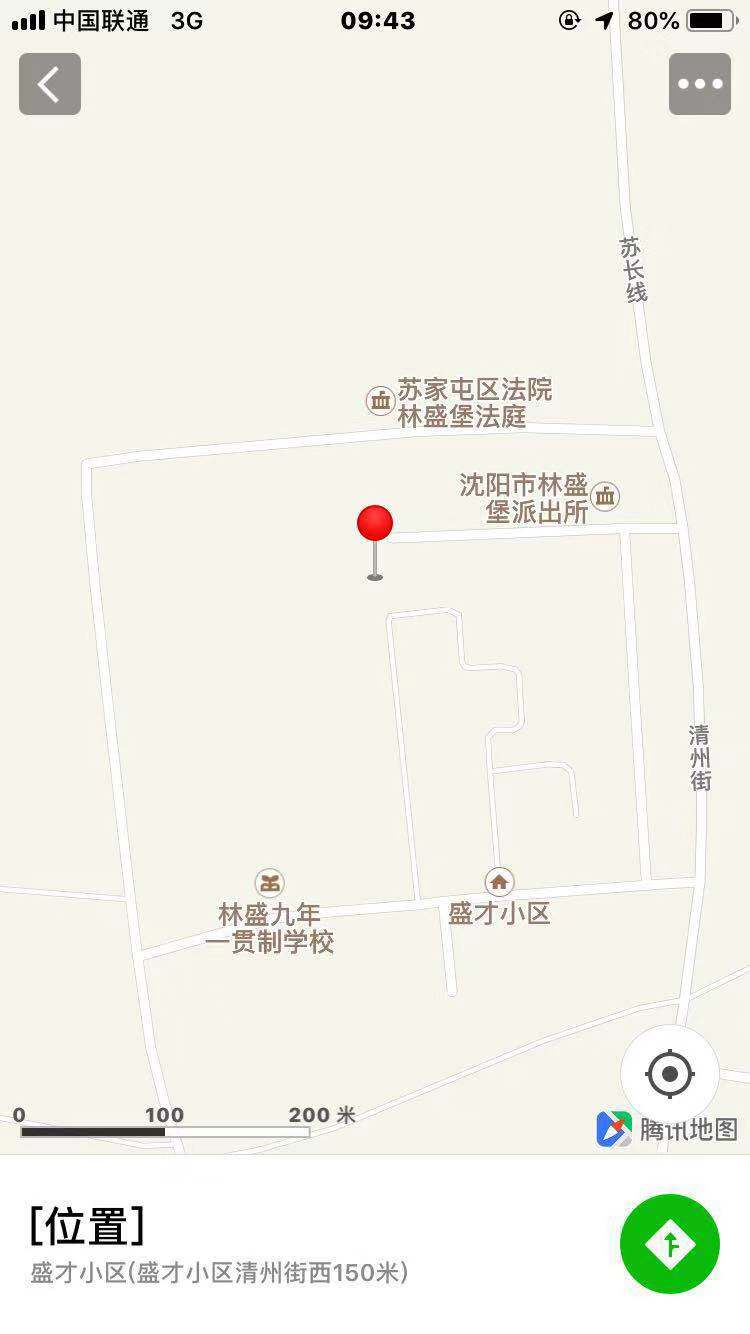 中国联通 3G 09:43 80%
苏长线
苏家屯区法院
林盛堡法庭
沈阳市林盛
堡派出所
清州街
林盛九年
一贯制学校
盛才小区
0 100 200 米
腾讯地图
[位置]
盛才小区(盛才小区清州街西150米)